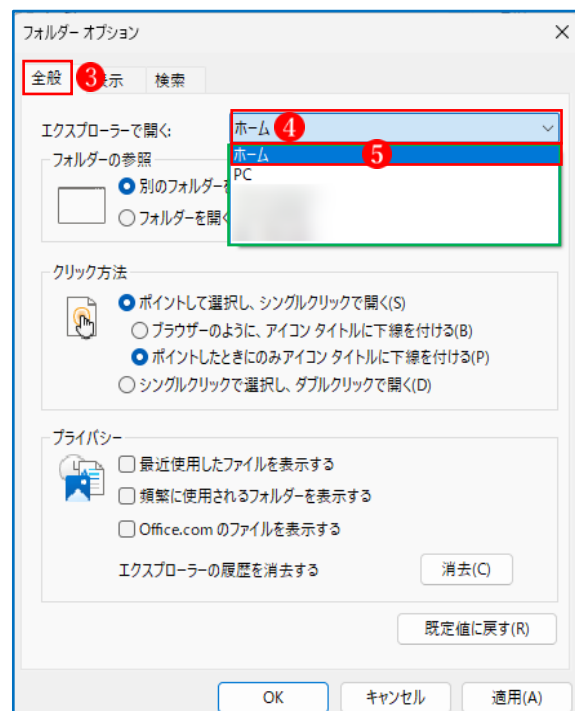 フォルダー オプション
全般 3 表示 検索
エクスプローラーで開く: ホーム 4
ホーム 5
フォルダーの参照
PC
別のフォルダー
フォルダーを開く
クリック方法
ポイントして選択し、シングルクリックで開く(S)
ブラウザーのように、アイコン タイトルに下線を付ける(B)
ポイントしたときにのみアイコン タイトルに下線を付ける(P)
シングルクリックで選択し、ダブルクリックで開く(D)
プライバシー
最近使用したファイルを表示する
頻繁に使用されるフォルダーを表示する
Office.com のファイルを表示する
エクスプローラーの履歴を消去する 消去(C)
既定値に戻す(R)
OK キャンセル 適用(A)